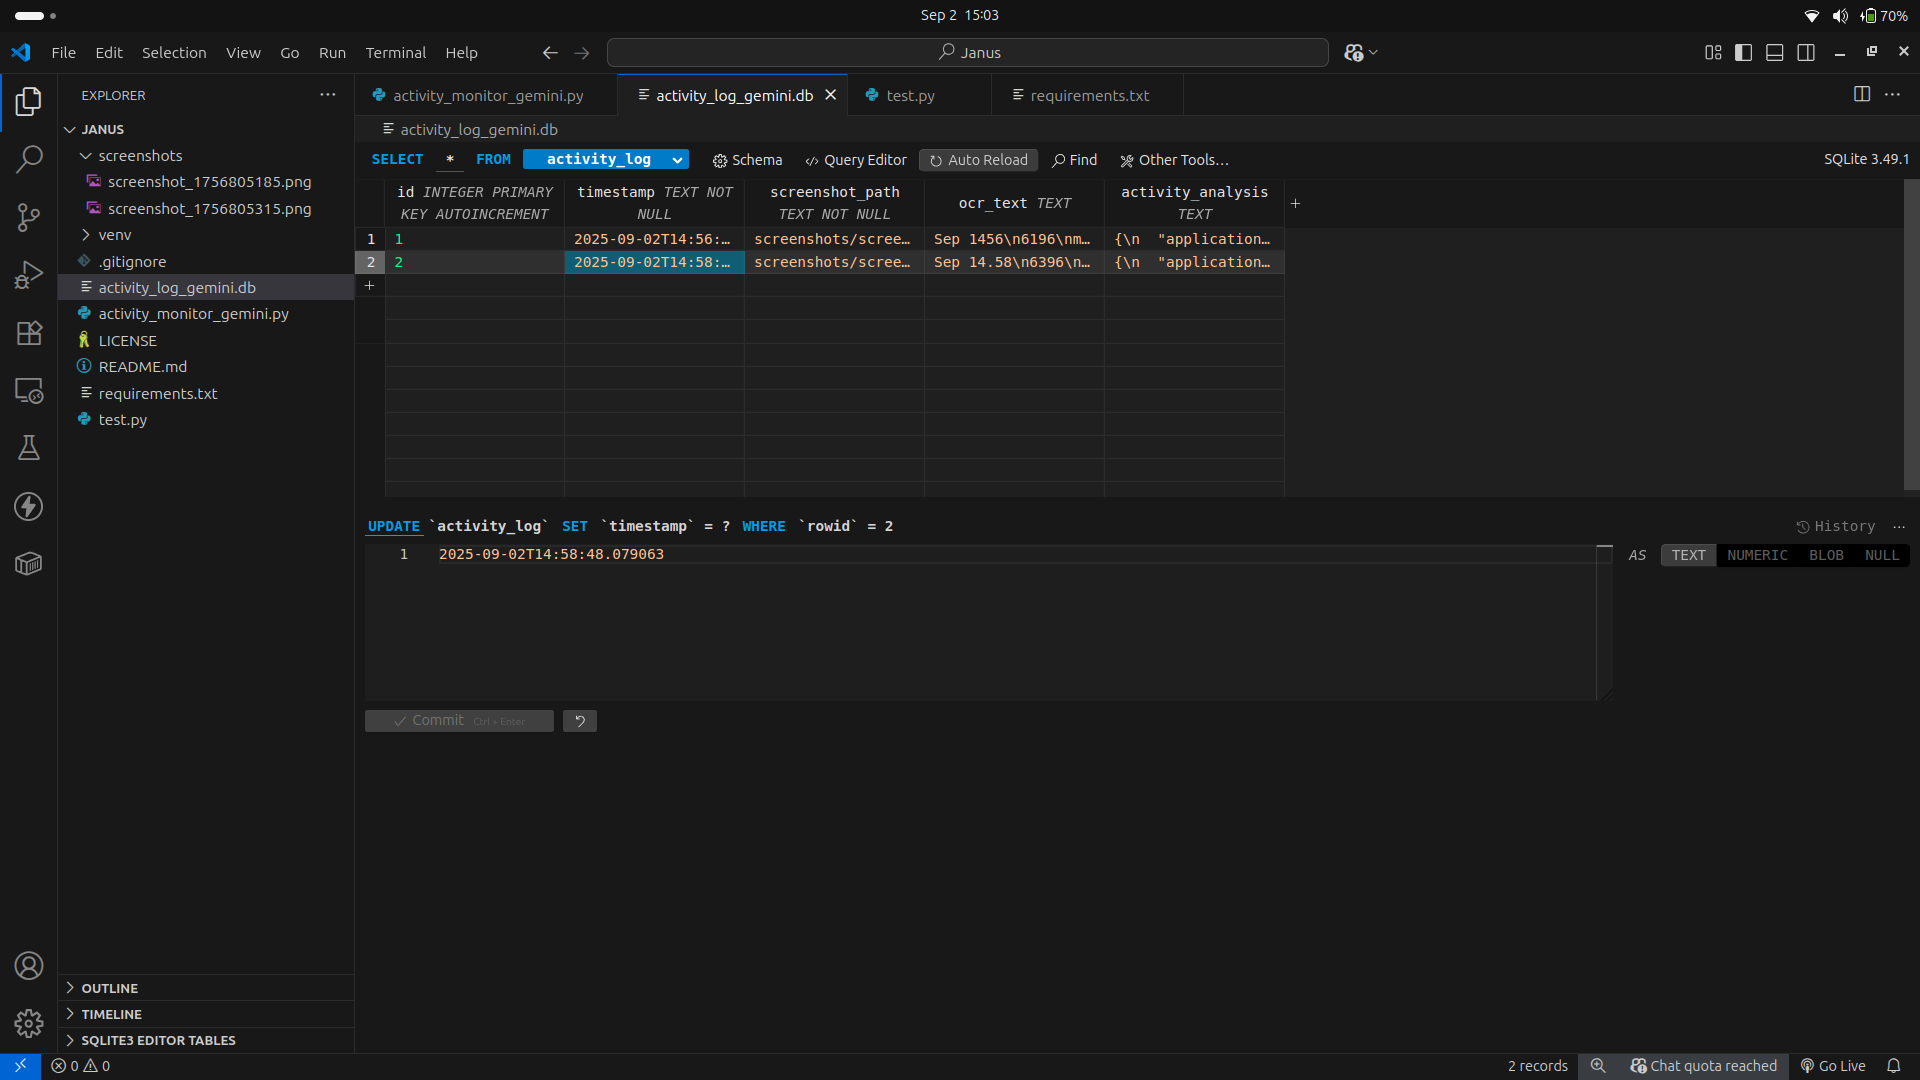 Sep 2 15:03
70%
File Edit Selection View Go Run Terminal Help
Janus
EXPLORER
JANUS
screenshots
screenshot_1756805185.png
screenshot_1756805315.png
venv
.gitignore
activity_log_gemini.db
activity_monitor_gemini.py
LICENSE
README.md
requirements.txt
test.py
OUTLINE
TIMELINE
SQLITE3 EDITOR TABLES
activity_monitor_gemini.py activity_log_gemini.db test.py requirements.txt
activity_log_gemini.db
SELECT * FROM activity_log Schema Query Editor Auto Reload Find Other Tools... SQLite 3.49.1
id INTEGER PRIMARY KEY AUTOINCREMENT
timestamp TEXT NOT NULL
screenshot_path TEXT NOT NULL
ocr_text TEXT
activity_analysis TEXT
+
1 1 2025-09-02T14:56:… screenshots/scree… Sep 1456\n6196\nm… {\n "application…
2 2 2025-09-02T14:58:… screenshots/scree… Sep 14.58\n6396\n… {\n "application…
+
UPDATE `activity_log` SET `timestamp` = ? WHERE `rowid` = 2
History ...
1 2025-09-02T14:58:48.079063
AS TEXT NUMERIC BLOB NULL
Commit Ctrl+Enter
0 0
2 records Chat quota reached Go Live